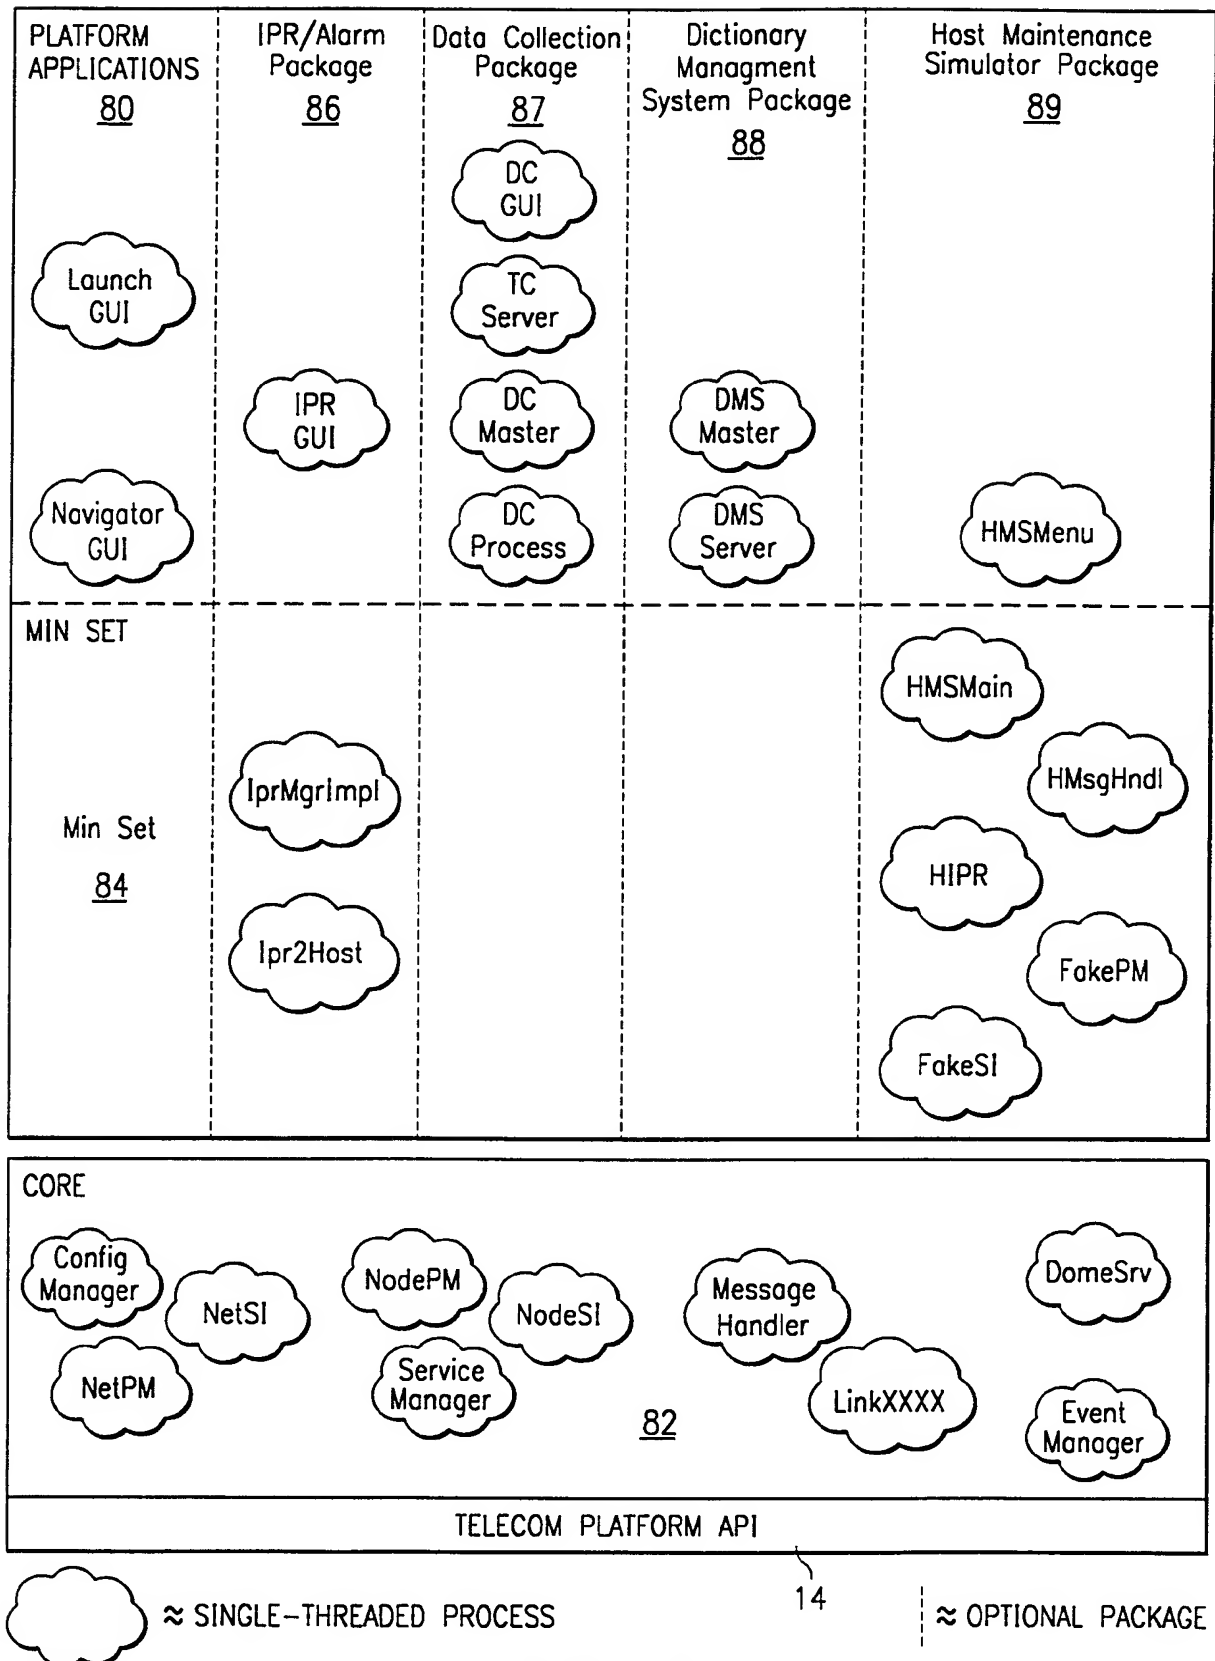 PLATFORM
APPLICATIONS
80
IPR/Alarm
Package
86
Data Collection
Package
87
Dictionary
Managment
System Package
88
Host Maintenance
Simulator Package
89
Launch
GUI
Navigator
GUI
IPR
GUI
DC
GUI
TC
Server
DC
Master
DC
Process
DMS
Master
DMS
Server
HMSMenu
MIN SET
Min Set
84
IprMgrImpl
Ipr2Host
HMSMain
HMsgHndl
HIPR
FakePM
FakeSI
CORE
Config
Manager
NetSI
NetPM
NodePM
NodeSI
Service
Manager
82
Message
Handler
LinkXXXX
DomeSrv
Event
Manager
TELECOM PLATFORM API
14
≈ SINGLE-THREADED PROCESS
≈ OPTIONAL PACKAGE